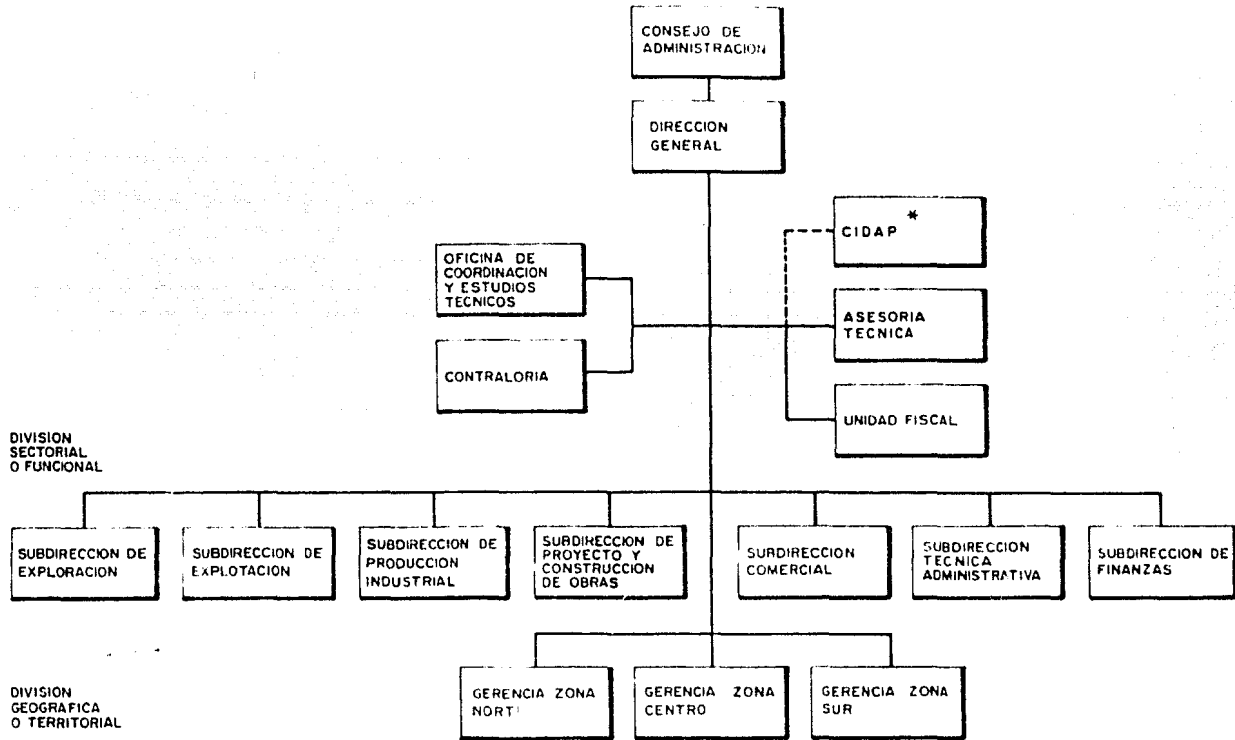 CONSEJO DE
ADMINISTRACION
DIRECCION
GENERAL
CIDAP *
OFICINA DE
COORDINACION
Y ESTUDIOS
TECNICOS
ASESORIA
TECNICA
CONTRALORIA
UNIDAD FISCAL
DIVISION
SECTORIAL
O FUNCIONAL
SUBDIRECCION DE
EXPLORACION
SUBDIRECCION DE
EXPLOTACION
SUBDIRECCION DE
PRODUCCION
INDUSTRIAL
SUBDIRECCION DE
PROYECTO Y
CONSTRUCCION
DE OBRAS
SUBDIRECCION
COMERCIAL
SUBDIRECCION
TECNICA
ADMINISTRATIVA
SUBDIRECCION DE
FINANZAS
DIVISION
GEOGRAFICA
O TERRITORIAL
GERENCIA ZONA
NORTE
GERENCIA ZONA
CENTRO
GERENCIA ZONA
SUR